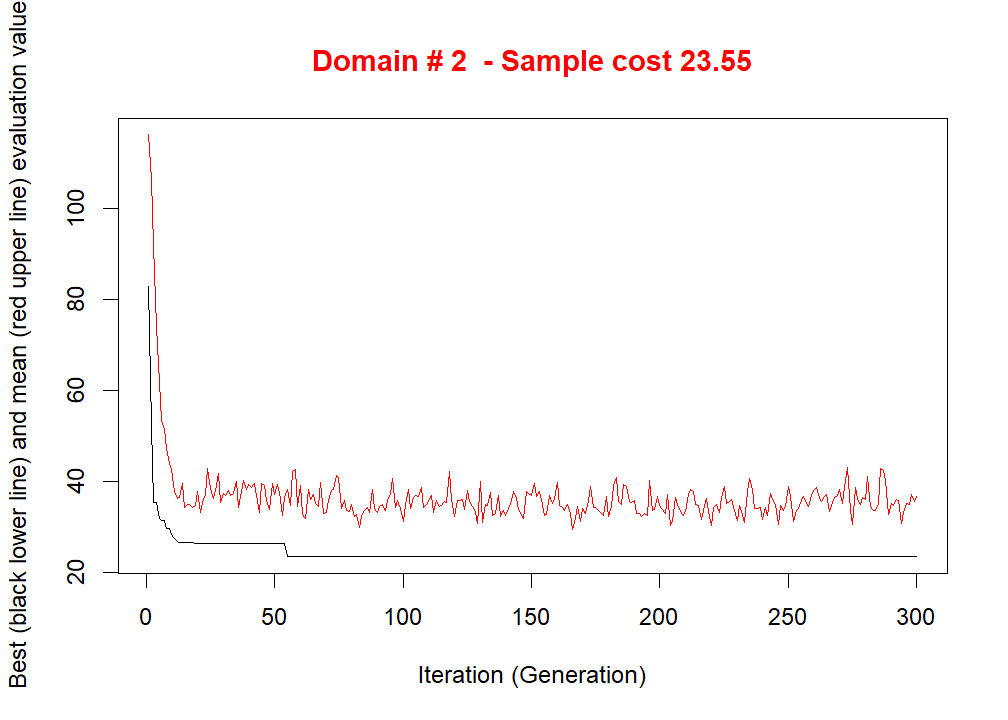 Domain # 2  - Sample cost 23.55
Best (black lower line) and mean (red upper line) evaluation value
100
80
60
40
20
0 50 100 150 200 250 300
Iteration (Generation)